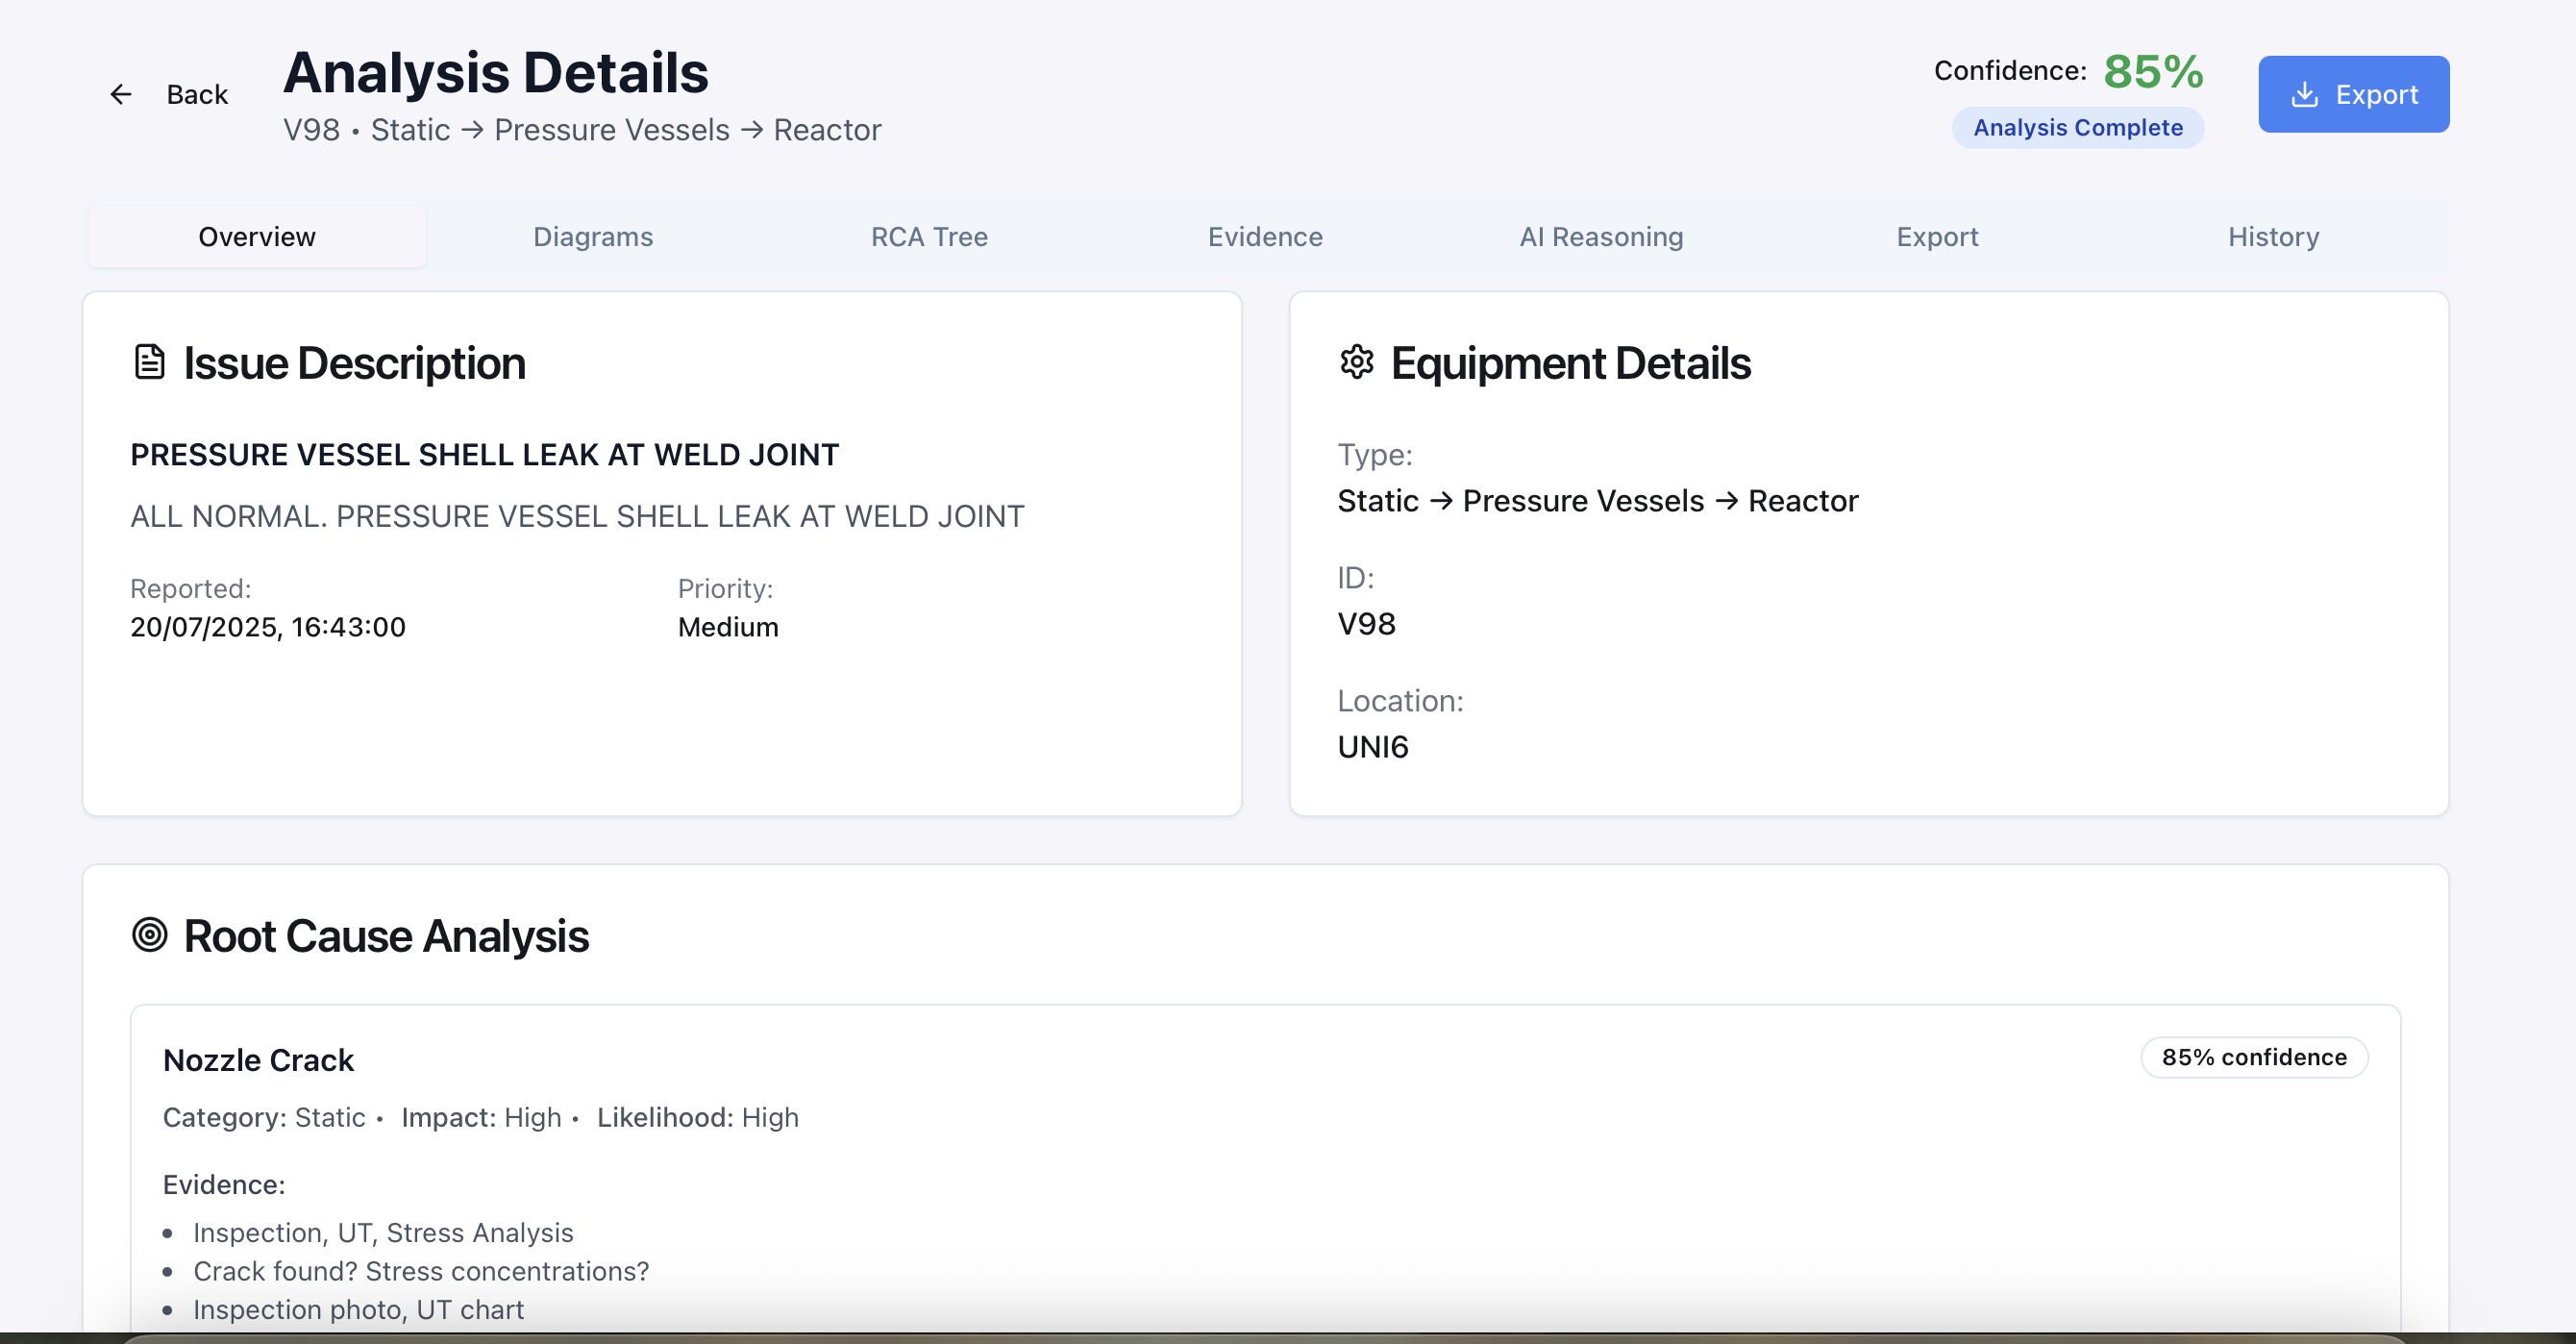 Back
Analysis Details
V98 • Static → Pressure Vessels → Reactor
Confidence: 85%
Analysis Complete
Export
Overview
Diagrams
RCA Tree
Evidence
AI Reasoning
Export
History
Issue Description
PRESSURE VESSEL SHELL LEAK AT WELD JOINT
ALL NORMAL. PRESSURE VESSEL SHELL LEAK AT WELD JOINT
Reported:
20/07/2025, 16:43:00
Priority:
Medium
Equipment Details
Type:
Static → Pressure Vessels → Reactor
ID:
V98
Location:
UNI6
Root Cause Analysis
Nozzle Crack
85% confidence
Category: Static • Impact: High • Likelihood: High
Evidence:
• Inspection, UT, Stress Analysis
• Crack found? Stress concentrations?
• Inspection photo, UT chart